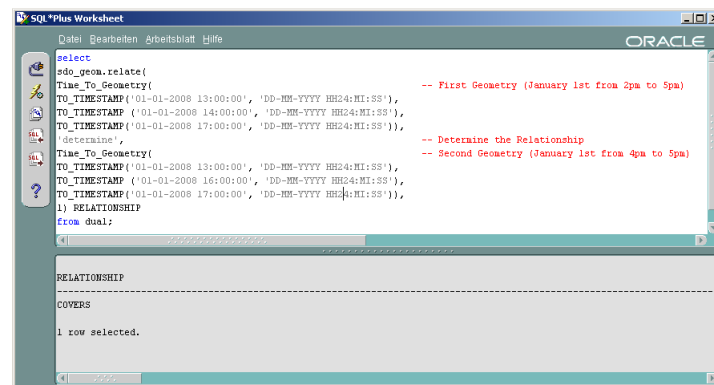 SQL*Plus Worksheet
Datei Bearbeiten Arbeitsblatt Hilfe
ORACLE
select
sdo_geom.relate(
Time_To_Geometry( -- First Geometry (January 1st from 2pm to 5pm)
TO_TIMESTAMP('01-01-2008 13:00:00', 'DD-MM-YYYY HH24:MI:SS'),
TO_TIMESTAMP ('01-01-2008 14:00:00', 'DD-MM-YYYY HH24:MI:SS'),
TO_TIMESTAMP('01-01-2008 17:00:00', 'DD-MM-YYYY HH24:MI:SS')),
'determine', -- Determine the Relationship
Time_To_Geometry( -- Second Geometry (January 1st from 4pm to 5pm)
TO_TIMESTAMP('01-01-2008 13:00:00', 'DD-MM-YYYY HH24:MI:SS'),
TO_TIMESTAMP ('01-01-2008 16:00:00', 'DD-MM-YYYY HH24:MI:SS'),
TO_TIMESTAMP('01-01-2008 17:00:00', 'DD-MM-YYYY HH24:MI:SS')),
1) RELATIONSHIP
from dual;
SQL
SQL
?
RELATIONSHIP
COVERS
1 row selected.